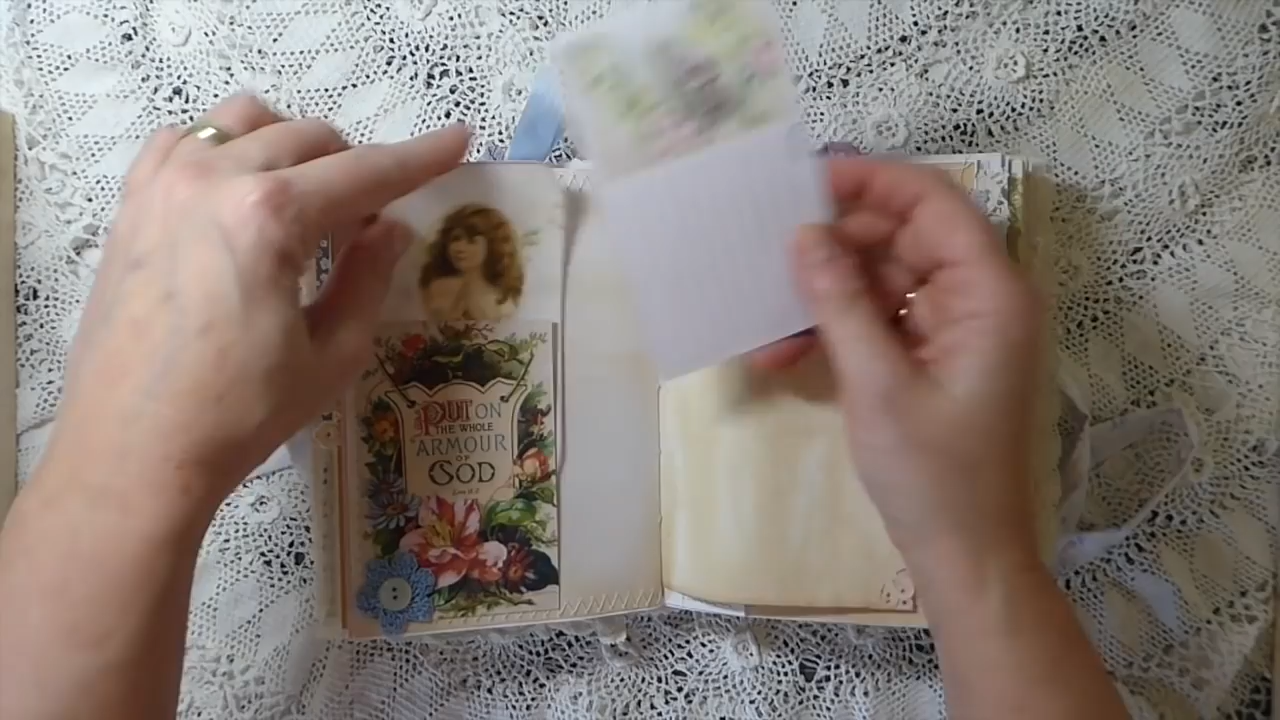 PUT ON
THE WHOLE
ARMOUR
OF
GOD